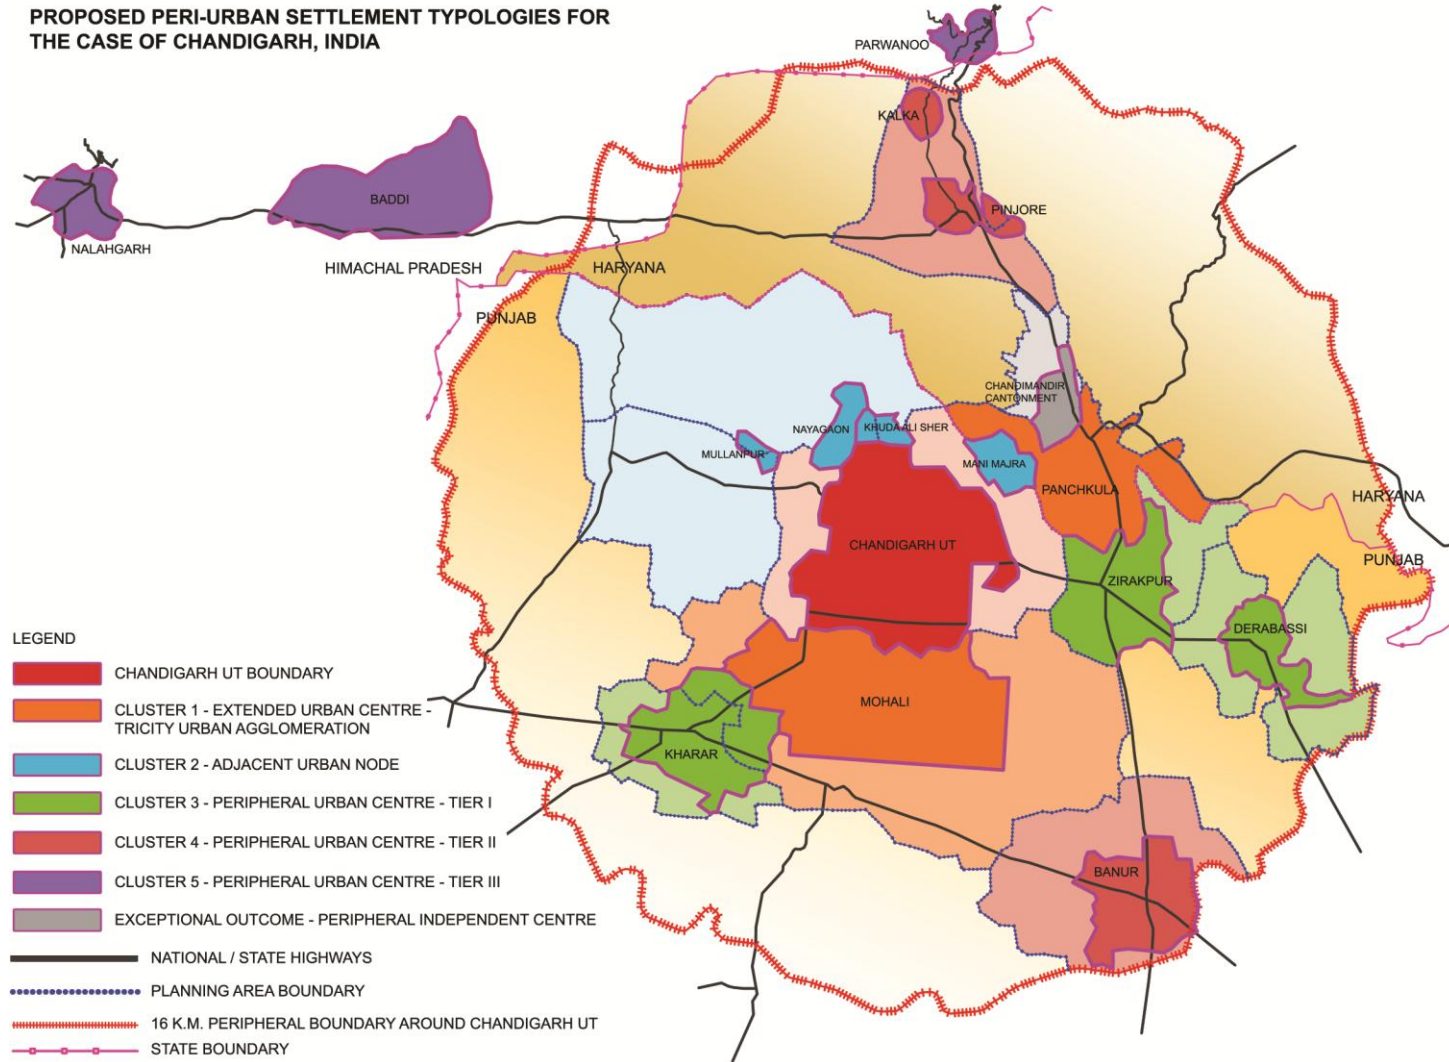 PROPOSED PERI-URBAN SETTLEMENT TYPOLOGIES FOR
THE CASE OF CHANDIGARH, INDIA
PARWANOO
KALKA
BADDI
PINJORE
NALAHGARH
HIMACHAL PRADESH
HARYANA
PUNJAB
CHANDIMANDIR
CANTONMENT
NAYAGAON
KHUDA ALI SHER
MULLANPUR
MANI MAJRA
PANCHKULA
HARYANA
CHANDIGARH UT
PUNJAB
ZIRAKPUR
DERABASSI
MOHALI
KHARAR
BANUR
LEGEND
CHANDIGARH UT BOUNDARY
CLUSTER 1 - EXTENDED URBAN CENTRE -
TRICITY URBAN AGGLOMERATION
CLUSTER 2 - ADJACENT URBAN NODE
CLUSTER 3 - PERIPHERAL URBAN CENTRE - TIER I
CLUSTER 4 - PERIPHERAL URBAN CENTRE - TIER II
CLUSTER 5 - PERIPHERAL URBAN CENTRE - TIER III
EXCEPTIONAL OUTCOME - PERIPHERAL INDEPENDENT CENTRE
NATIONAL / STATE HIGHWAYS
PLANNING AREA BOUNDARY
16 K.M. PERIPHERAL BOUNDARY AROUND CHANDIGARH UT
STATE BOUNDARY